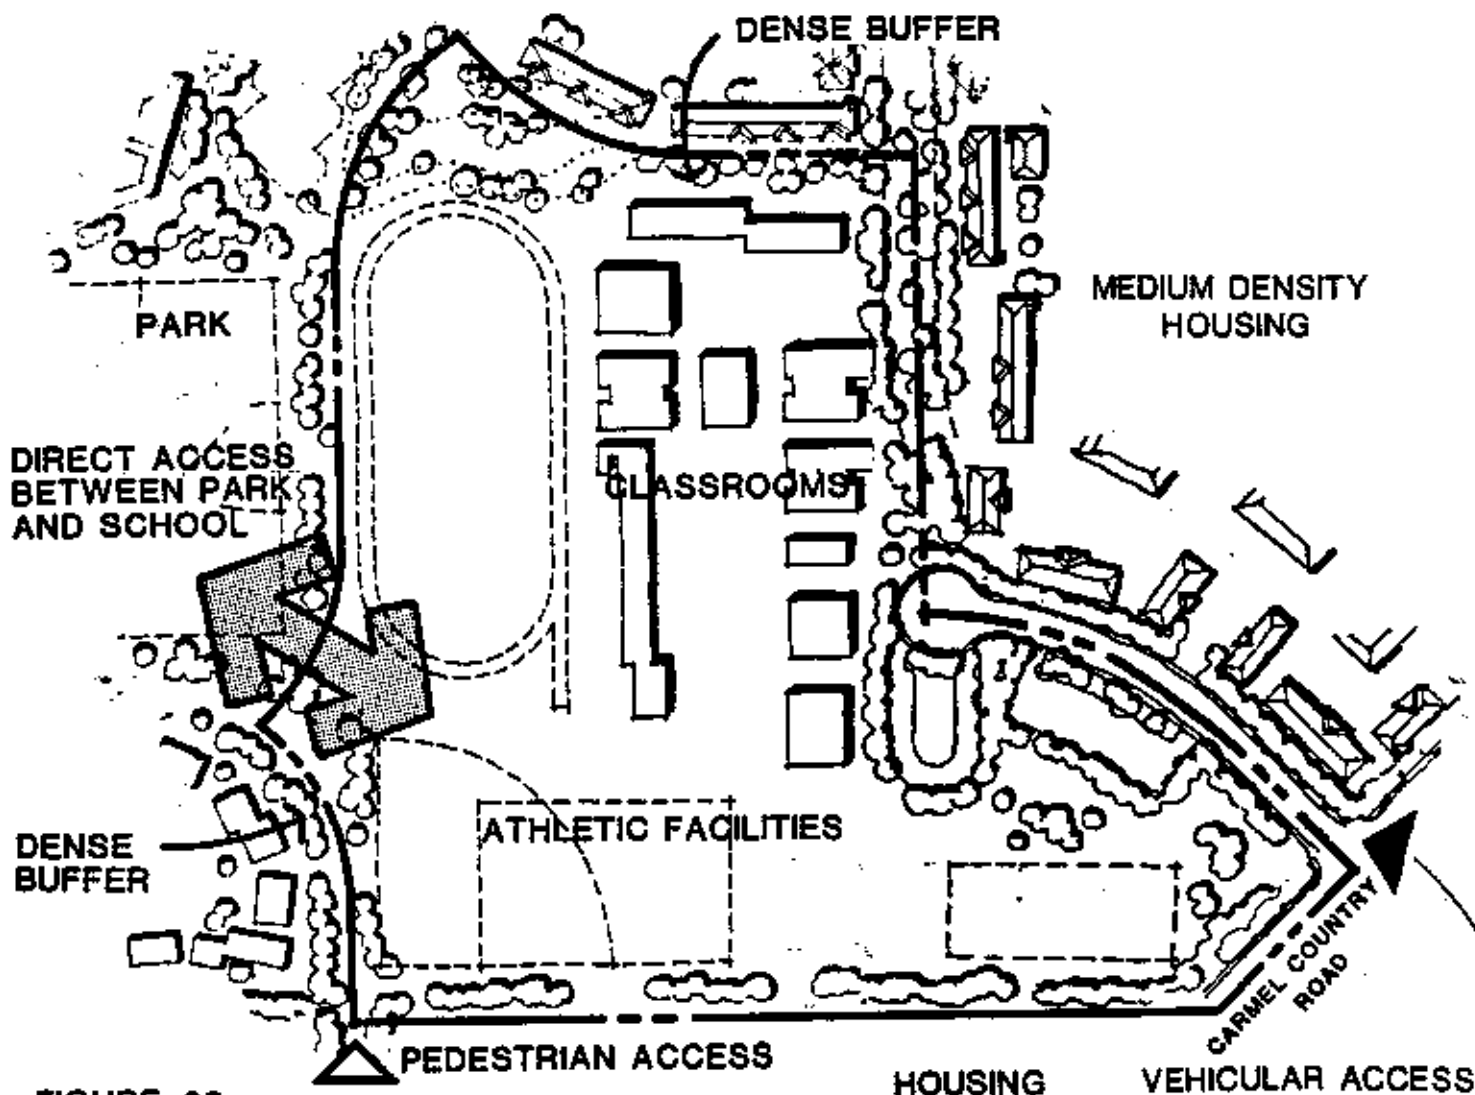 DENSE BUFFER
MEDIUM DENSITY
HOUSING
PARK
DIRECT ACCESS
BETWEEN PARK
AND SCHOOL
CLASSROOMS
ATHLETIC FACILITIES
DENSE
BUFFER
CARMEL COUNTRY
ROAD
PEDESTRIAN ACCESS
HOUSING
VEHICULAR ACCESS